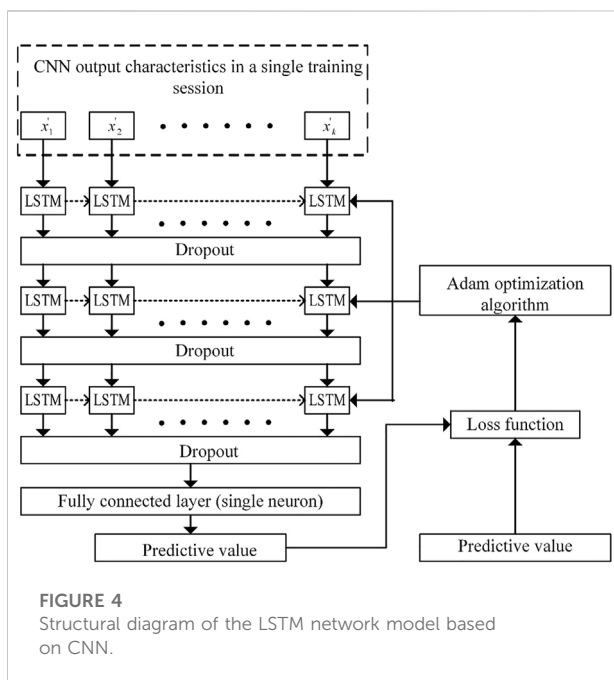 CNN output characteristics in a single training
session
x'1 x'2 x'k
LSTM LSTM LSTM
Dropout
LSTM LSTM LSTM
Dropout
LSTM LSTM LSTM
Dropout
Fully connected layer (single neuron)
Predictive value
Adam optimization
algorithm
Loss function
Predictive value
FIGURE 4
Structural diagram of the LSTM network model based
on CNN.